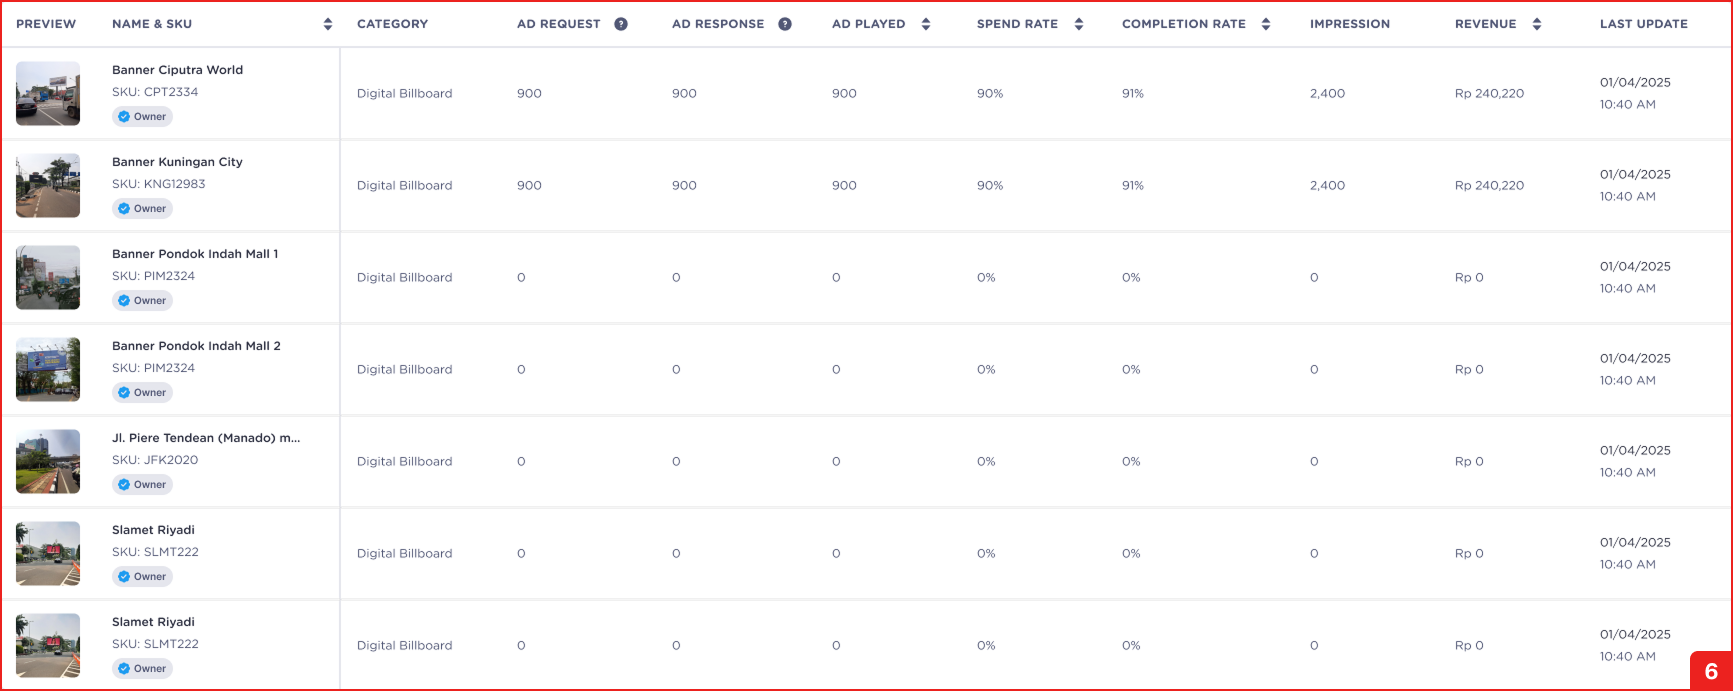 PREVIEW NAME & SKU CATEGORY AD REQUEST ? AD RESPONSE ? AD PLAYED SPEND RATE COMPLETION RATE IMPRESSION REVENUE LAST UPDATE
Banner Ciputra World
SKU: CPT2334
Owner
Digital Billboard 900 900 900 90% 91% 2,400 Rp 240,220
01/04/2025
10:40 AM
Banner Kuningan City
SKU: KNG12983
Owner
Digital Billboard 900 900 900 90% 91% 2,400 Rp 240,220
01/04/2025
10:40 AM
Banner Pondok Indah Mall 1
SKU: PIM2324
Owner
Digital Billboard 0 0 0 0% 0% 0 Rp 0
01/04/2025
10:40 AM
Banner Pondok Indah Mall 2
SKU: PIM2324
Owner
Digital Billboard 0 0 0 0% 0% 0 Rp 0
01/04/2025
10:40 AM
Jl. Piere Tendean (Manado) m...
SKU: JFK2020
Owner
Digital Billboard 0 0 0 0% 0% 0 Rp 0
01/04/2025
10:40 AM
Slamet Riyadi
SKU: SLMT222
Owner
Digital Billboard 0 0 0 0% 0% 0 Rp 0
01/04/2025
10:40 AM
Slamet Riyadi
SKU: SLMT222
Owner
Digital Billboard 0 0 0 0% 0% 0 Rp 0
01/04/2025
10:40 AM
6